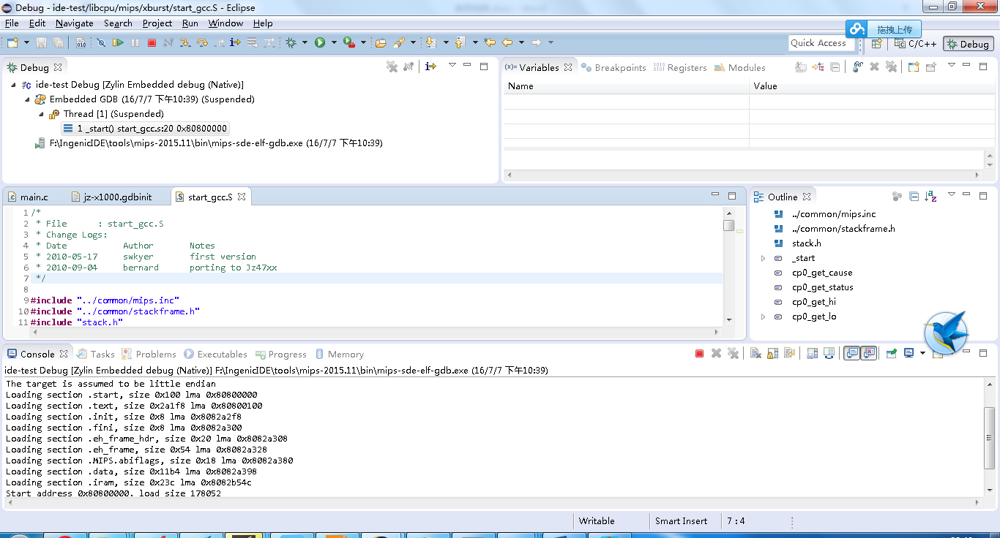 Debug - ide-test/libcpu/mips/xburst/start_gcc.S - Eclipse
File Edit Navigate Search Project Run Window Help
拖拽上传
Quick Access C/C++ Debug
Debug
ide-test Debug [Zylin Embedded debug (Native)]
Embedded GDB (16/7/7 下午10:39) (Suspended)
Thread [1] (Suspended)
1 _start() start_gcc.s:20 0x80800000
F:\IngenicIDE\tools\mips-2015.11\bin\mips-sde-elf-gdb.exe (16/7/7 下午10:39)
(x)= Variables Breakpoints Registers Modules
Name Value
main.c jz-x1000.gdbinit start_gcc.S
1 /*
2 * File : start_gcc.S
3 * Change Logs:
4 * Date Author Notes
5 * 2010-05-17 swkyer first version
6 * 2010-09-04 bernard porting to Jz47xx
7 */
8
9 #include "../common/mips.inc"
10 #include "../common/stackframe.h"
11 #include "stack.h"
Outline
../common/mips.inc
../common/stackframe.h
stack.h
_start
cp0_get_cause
cp0_get_status
cp0_get_hi
cp0_get_lo
Console Tasks Problems Executables Progress Memory
ide-test Debug [Zylin Embedded debug (Native)] F:\IngenicIDE\tools\mips-2015.11\bin\mips-sde-elf-gdb.exe (16/7/7 下午10:39)
The target is assumed to be little endian
Loading section .start, size 0x100 lma 0x80800000
Loading section .text, size 0x2a1f8 lma 0x80800100
Loading section .init, size 0x8 lma 0x8082a2f8
Loading section .fini, size 0x8 lma 0x8082a300
Loading section .eh_frame_hdr, size 0x20 lma 0x8082a308
Loading section .eh_frame, size 0x54 lma 0x8082a328
Loading section .MIPS.abiflags, size 0x18 lma 0x8082a380
Loading section .data, size 0x11b4 lma 0x8082a398
Loading section .iram, size 0x23c lma 0x8082b54c
Start address 0x80800000, load size 178052
Writable Smart Insert 7 : 4